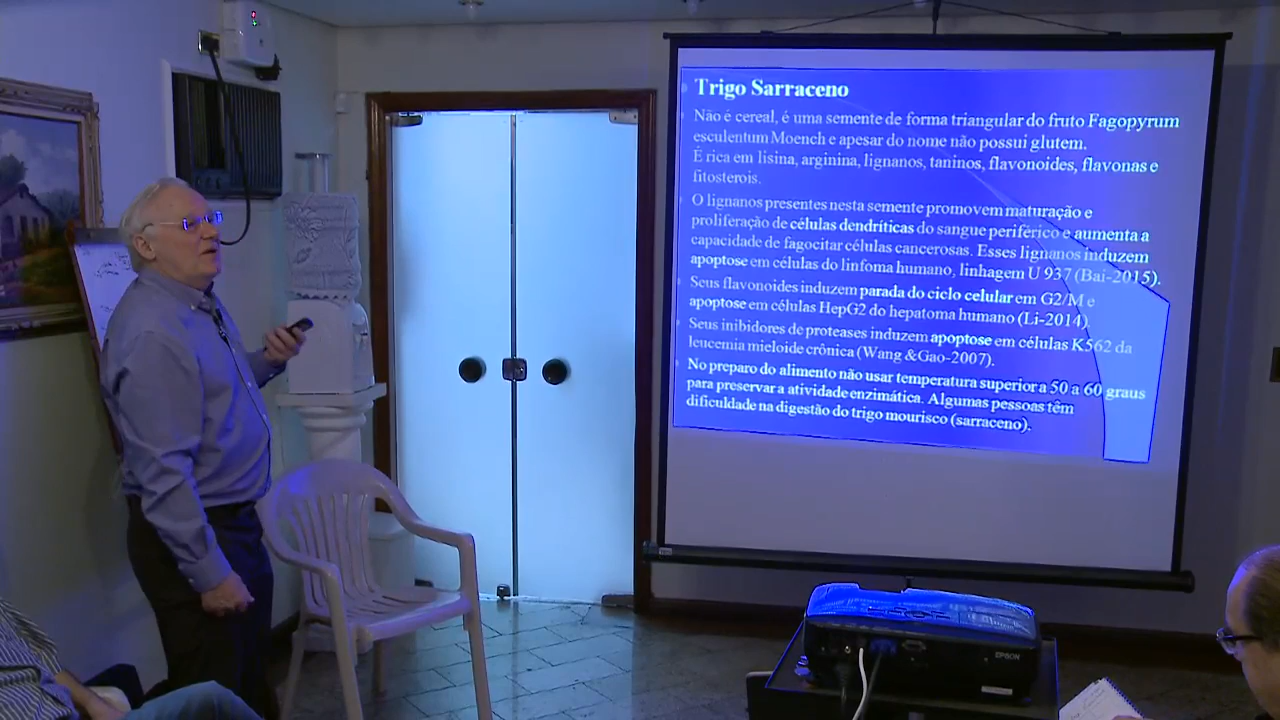 Trigo Sarraceno
Não é cereal, é uma semente de forma triangular do fruto Fagopyrum
esculentum Moench e apesar do nome não possui glutem.
É rica em lisina, arginina, lignanos, taninos, flavonoides, flavonas e
fitosterois.
O lignanos presentes nesta semente promovem maturação e
proliferação de células dendríticas do sangue periférico e aumenta a
capacidade de fagocitar células cancerosas. Esses lignanos induzem
apoptose em células do linfoma humano, linhagem U 937 (Bai-2015).
Seus flavonoides induzem parada do ciclo celular em G2/M e
apoptose em células HepG2 do hepatoma humano (Li-2014).
Seus inibidores de proteases induzem apoptose em células K562 da
leucemia mieloide crônica (Wang &Gao-2007).
No preparo do alimento não usar temperatura superior a 50 a 60 graus
para preservar a atividade enzimática. Algumas pessoas têm
dificuldade na digestão do trigo mourisco (sarraceno).
EPSON